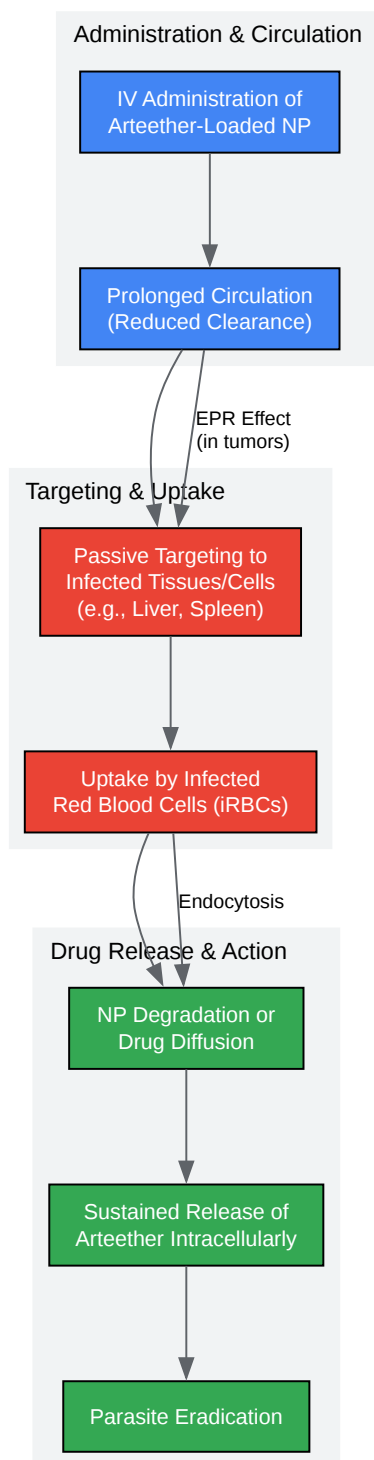 Administration & Circulation
IV Administration of
Arteether-Loaded NP
Prolonged Circulation
(Reduced Clearance)
EPR Effect
(in tumors)
Targeting & Uptake
Passive Targeting to
Infected Tissues/Cells
(e.g., Liver, Spleen)
Uptake by Infected
Red Blood Cells (iRBCs)
Endocytosis
Drug Release & Action
NP Degradation or
Drug Diffusion
Sustained Release of
Arteether Intracellularly
Parasite Eradication